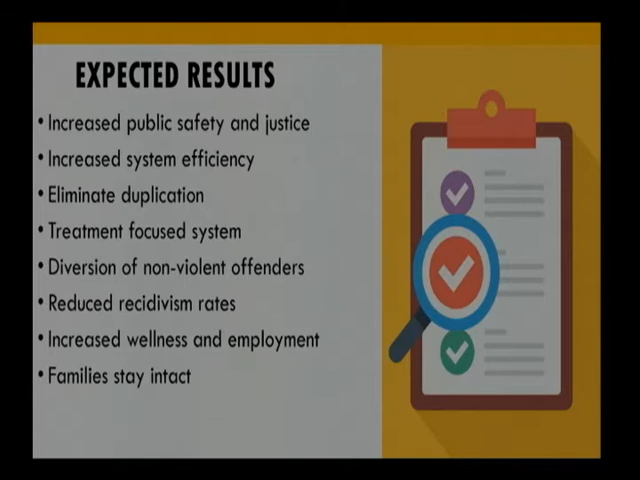 EXPECTED RESULTS
• Increased public safety and justice
• Increased system efficiency
• Eliminate duplication
• Treatment focused system
• Diversion of non-violent offenders
• Reduced recidivism rates
• Increased wellness and employment
• Families stay intact